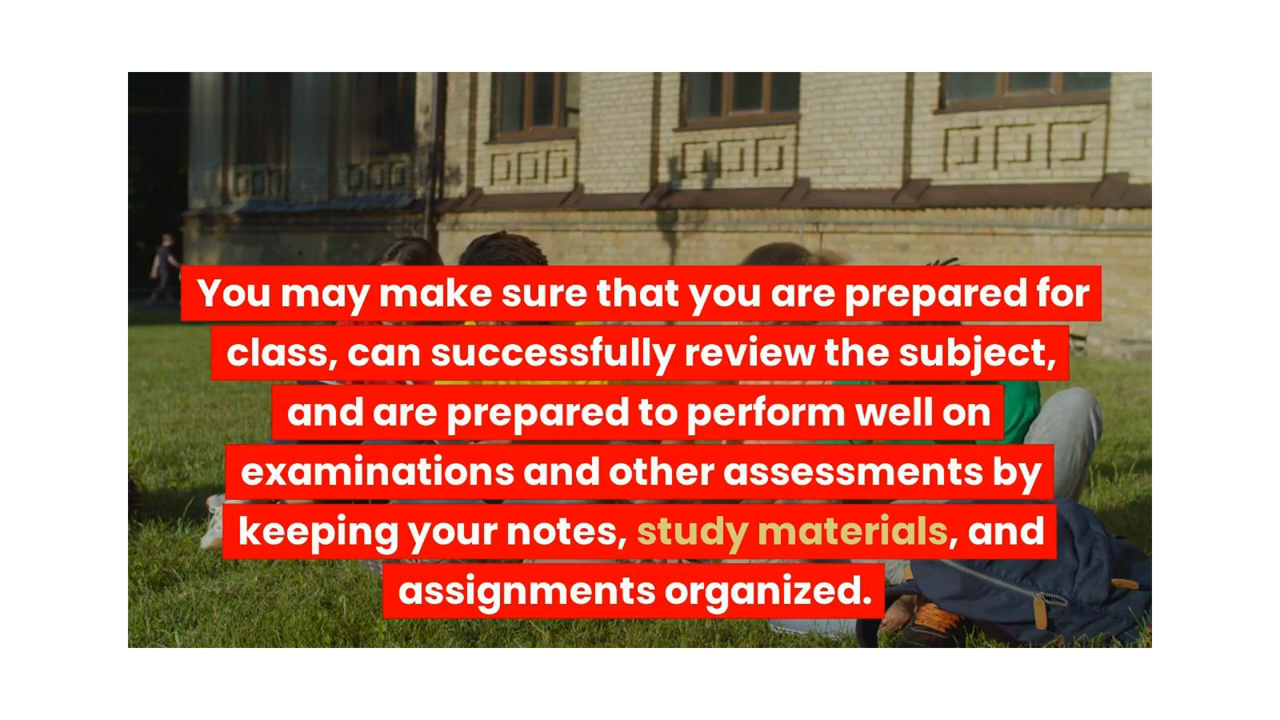 You may make sure that you are prepared for
class, can successfully review the subject,
and are prepared to perform well on
examinations and other assessments by
keeping your notes, study materials, and
assignments organized.